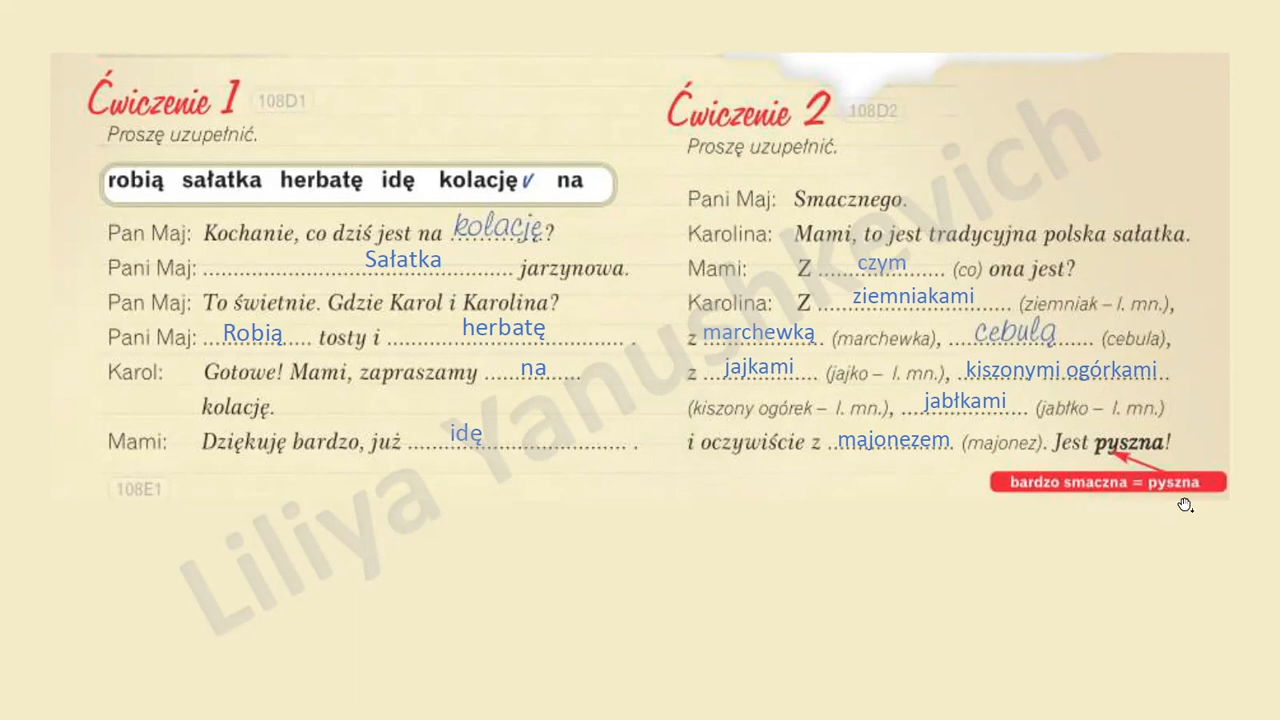 Ćwiczenie 1 108D1
Proszę uzupełnić.
robią sałatka herbatę idę kolację✓ na
Pan Maj: Kochanie, co dziś jest na kolację?
Pani Maj: Sałatka jarzynowa.
Pan Maj: To świetnie. Gdzie Karol i Karolina?
Pani Maj: Robią tosty i herbatę.
Karol: Gotowe! Mami, zapraszamy na
kolację.
Mami: Dziękuję bardzo, już idę.
108E1
Ćwiczenie 2 108D2
Proszę uzupełnić.
Pani Maj: Smacznego.
Karolina: Mami, to jest tradycyjna polska sałatka.
Mami: Z czym (co) ona jest?
Karolina: Z ziemniakami (ziemniak – l. mn.),
z marchewką (marchewka), cebulą (cebula),
z jajkami (jajko – l. mn.), kiszonymi ogórkami
(kiszony ogórek – l. mn.), jabłkami (jabłko – l. mn.)
i oczywiście z majonezem (majonez). Jest pyszna!
bardzo smaczna = pyszna
Liliya Yanushkevich